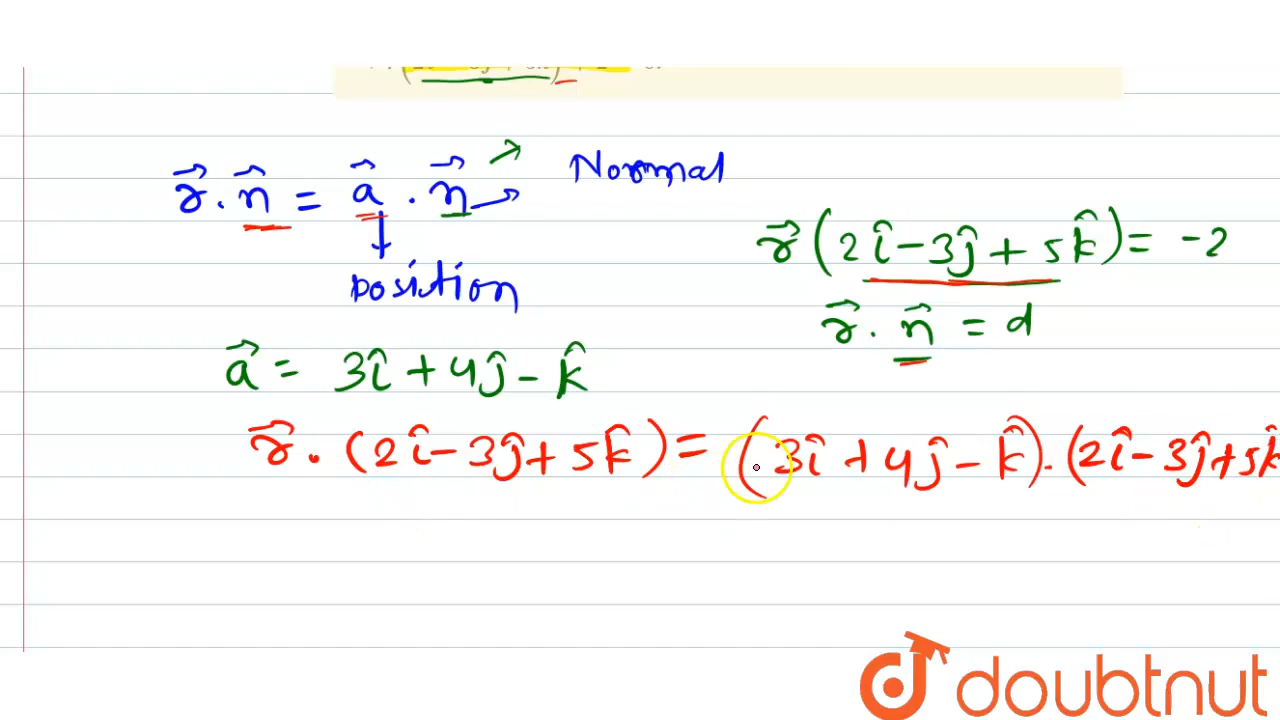 r⃗ . n⃗ = a⃗ . n⃗ → Normal
↓
position
r⃗ (2î - 3ĵ + 5k̂) = -2
r⃗ . n⃗ = d
a⃗ = 3î + 4ĵ - k̂
r⃗ . (2î - 3ĵ + 5k̂) = (3î + 4ĵ - k̂) . (2î - 3ĵ + 5k̂
doubtnut